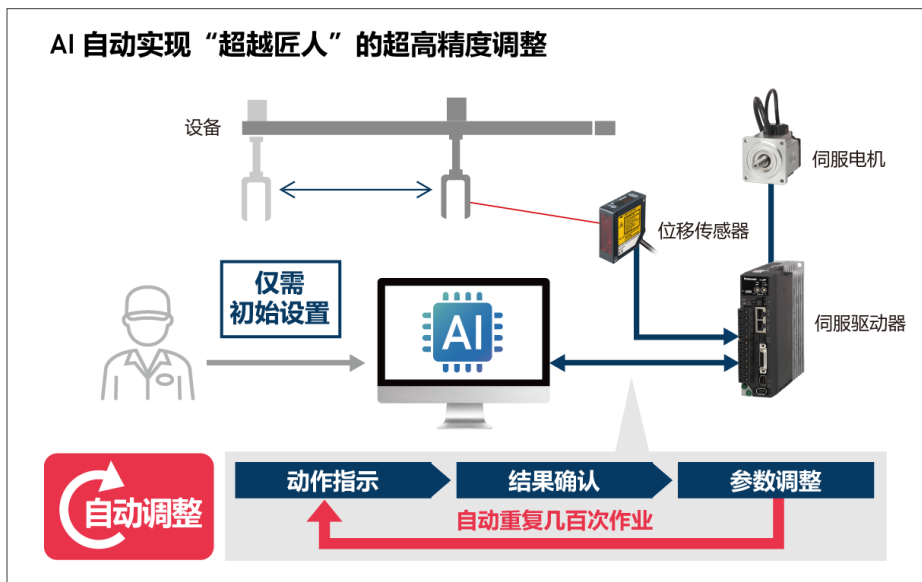 AI 自动实现“超越匠人”的超高精度调整
设备
伺服电机
位移传感器
仅需
初始设置
AI
伺服驱动器
动作指示
结果确认
参数调整
自动调整
自动重复几百次作业